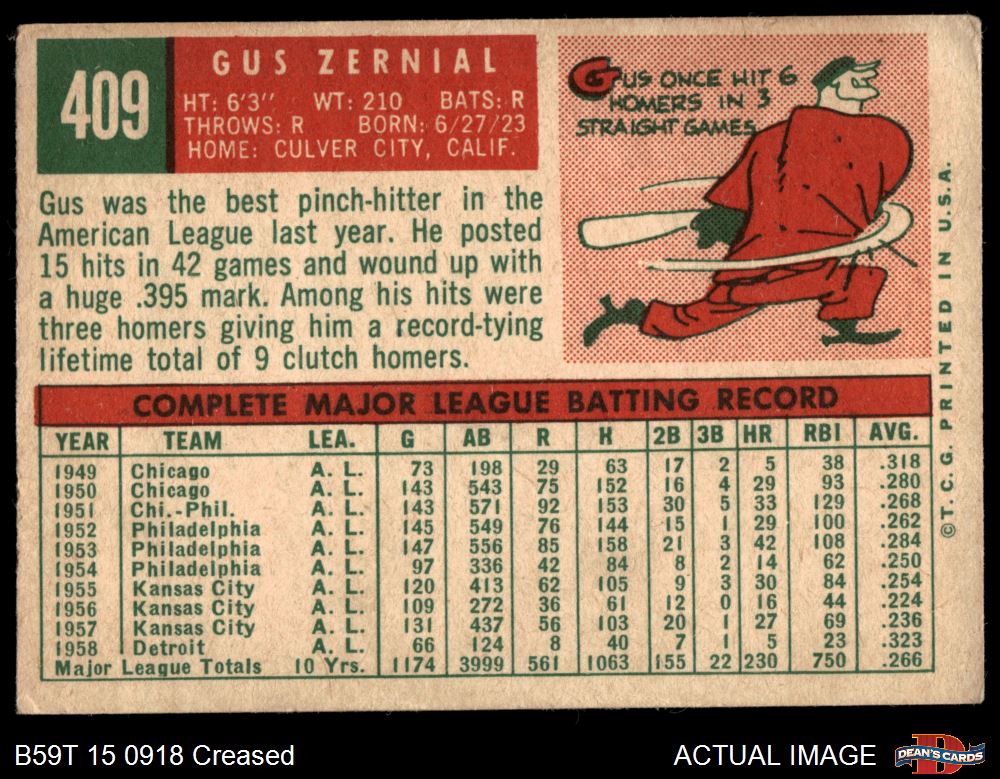 409
GUS ZERNIAL
HT: 6'3" WT: 210 BATS: R
THROWS: R BORN: 6/27/23
HOME: CULVER CITY, CALIF.
GUS ONCE HIT 6
HOMERS IN 3
STRAIGHT GAMES
Gus was the best pinch-hitter in the
American League last year. He posted
15 hits in 42 games and wound up with
a huge .395 mark. Among his hits were
three homers giving him a record-tying
lifetime total of 9 clutch homers.
COMPLETE MAJOR LEAGUE BATTING RECORD
YEAR TEAM LEA. G AB R H 2B 3B HR RBI AVG.
1949 Chicago A. L. 73 198 29 63 17 2 5 38 .318
1950 Chicago A. L. 143 543 75 152 16 4 29 93 .280
1951 Chi.-Phil. A. L. 143 571 92 153 30 5 33 129 .268
1952 Philadelphia A. L. 145 549 76 144 15 1 29 100 .262
1953 Philadelphia A. L. 147 556 85 158 21 3 42 108 .284
1954 Philadelphia A. L. 97 336 42 84 8 2 14 62 .250
1955 Kansas City A. L. 120 413 62 105 9 3 30 84 .254
1956 Kansas City A. L. 109 272 36 61 12 0 16 44 .224
1957 Kansas City A. L. 131 437 56 103 20 1 27 69 .236
1958 Detroit A. L. 66 124 8 40 7 1 5 23 .323
Major League Totals 10 Yrs. 1174 3999 561 1063 155 22 230 750 .266
©T.C.G. PRINTED IN U.S.A.
B59T 15 0918 Creased
ACTUAL IMAGE
D
DEAN'S CARDS